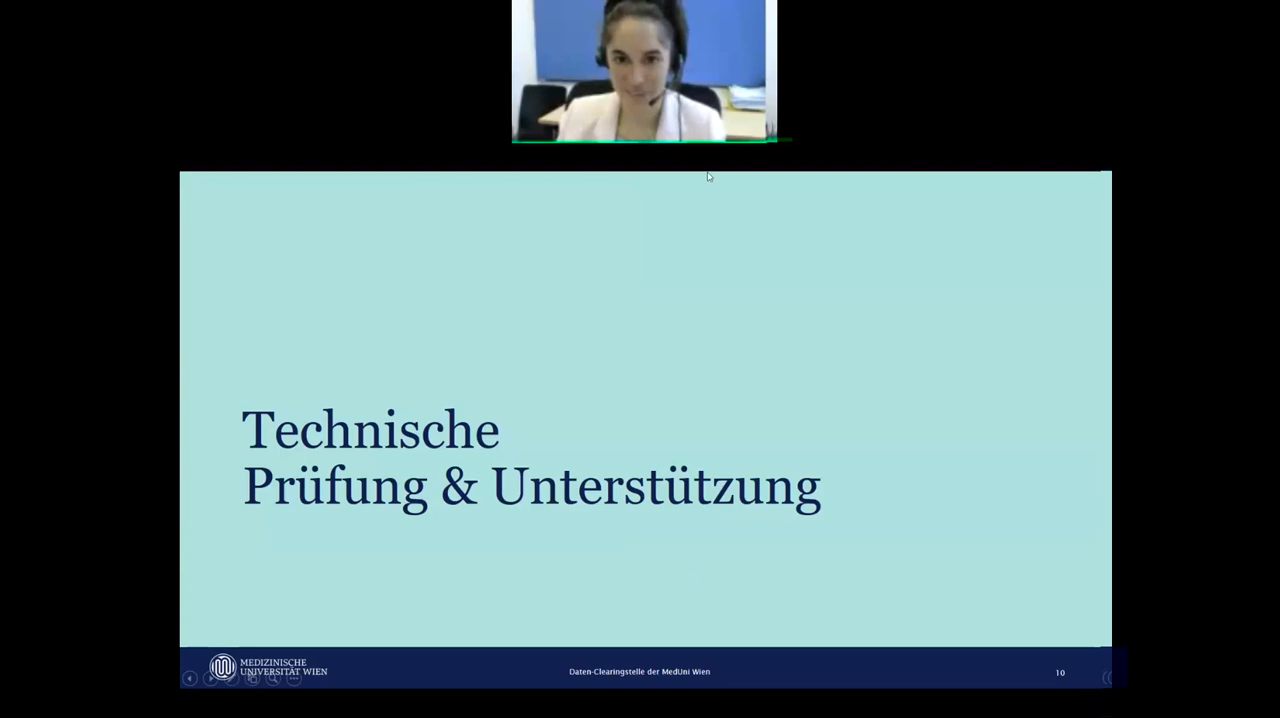 Technische
Prüfung & Unterstützung
MEDIZINISCHE
UNIVERSITÄT WIEN
Daten-Clearingstelle der MedUni Wien
10